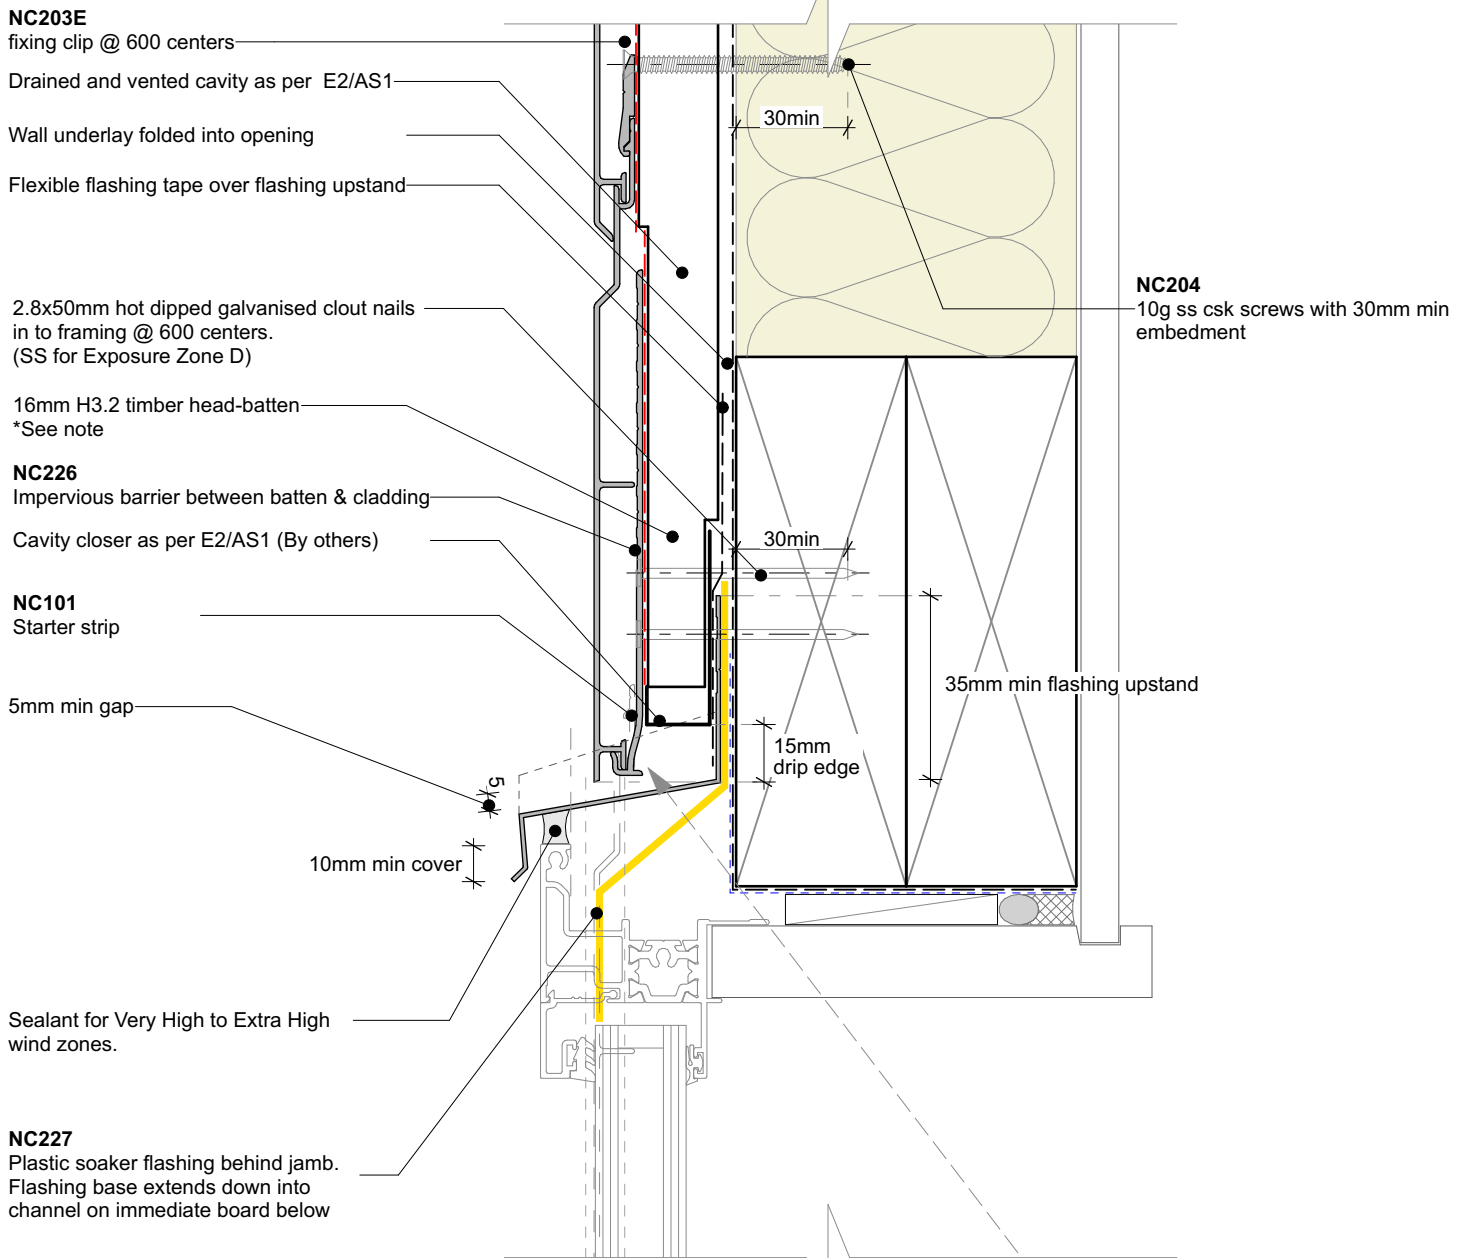 NC203E
fixing clip @ 600 centers
Drained and vented cavity as per E2/AS1
Wall underlay folded into opening
Flexible flashing tape over flashing upstand
2.8x50mm hot dipped galvanised clout nails
in to framing @ 600 centers.
(SS for Exposure Zone D)
16mm H3.2 timber head-batten
*See note
NC226
Impervious barrier between batten & cladding
Cavity closer as per E2/AS1 (By others)
NC101
Starter strip
5mm min gap
5
10mm min cover
Sealant for Very High to Extra High
wind zones.
NC227
Plastic soaker flashing behind jamb.
Flashing base extends down into
channel on immediate board below
30min
NC204
10g ss csk screws with 30mm min
embedment
30min
35mm min flashing upstand
15mm
drip edge